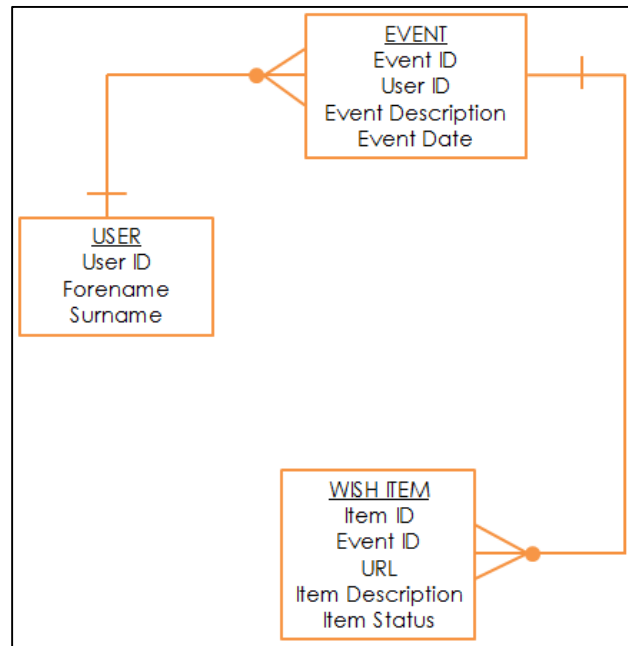 EVENT
Event ID
User ID
Event Description
Event Date
USER
User ID
Forename
Surname
WISH ITEM
Item ID
Event ID
URL
Item Description
Item Status